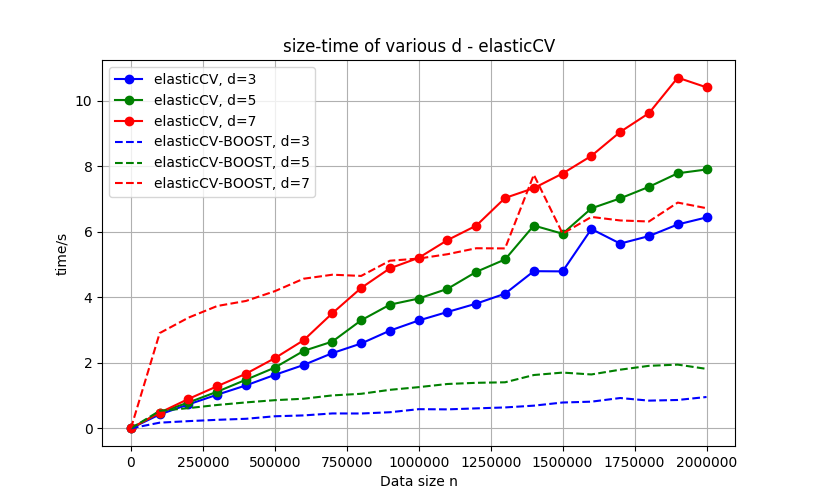 size-time of various d - elasticCV
elasticCV, d=3
elasticCV, d=5
elasticCV, d=7
elasticCV-BOOST, d=3
elasticCV-BOOST, d=5
elasticCV-BOOST, d=7
10
8
6
4
2
0
time/s
0 250000 500000 750000 1000000 1250000 1500000 1750000 2000000
Data size n